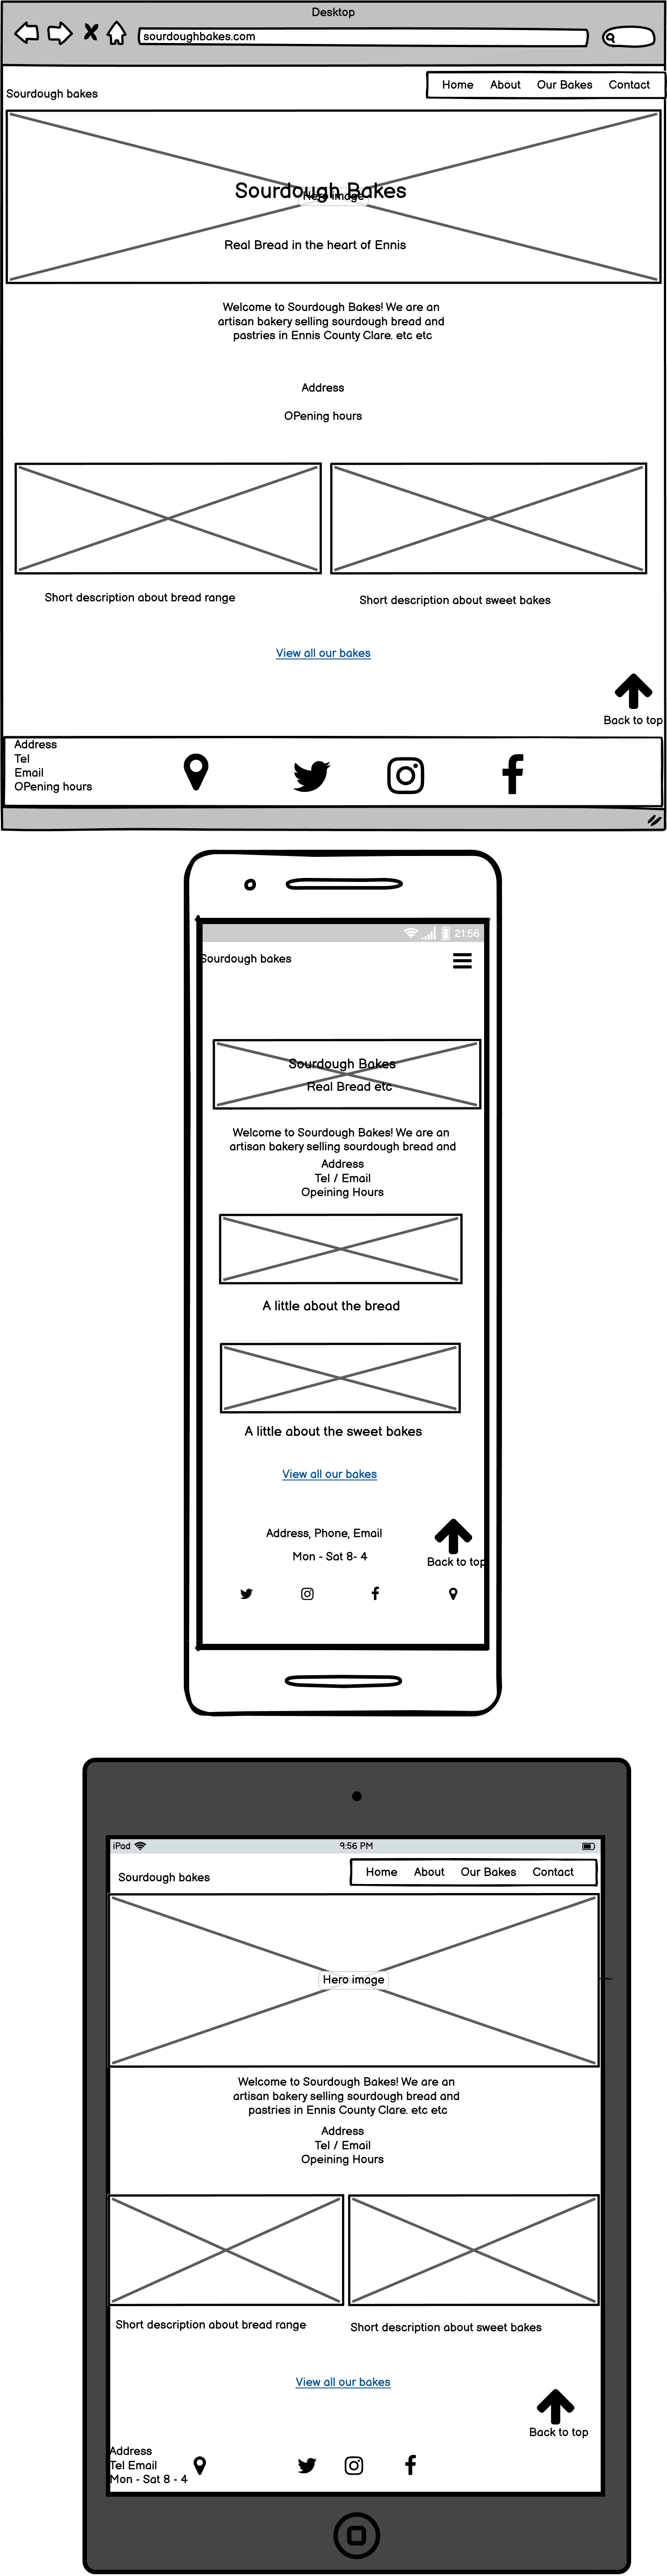 Desktop
sourdoughbakes.com
Home About Our Bakes Contact
Sourdough bakes
Sourdough Bakes
Hero image
Real Bread in the heart of Ennis
Welcome to Sourdough Bakes! We are an
artisan bakery selling sourdough bread and
pastries in Ennis County Clare. etc etc
Address
OPening hours
Short description about bread range
Short description about sweet bakes
View all our bakes
Back to top
Address
Tel
Email
OPening hours
21:56
Sourdough bakes
Sourdough Bakes
Real Bread etc
Welcome to Sourdough Bakes! We are an
artisan bakery selling sourdough bread and
Address
Tel / Email
Opeining Hours
A little about the bread
A little about the sweet bakes
View all our bakes
Address, Phone, Email
Mon - Sat 8- 4
Back to top
iPad 9:56 PM
Home About Our Bakes Contact
Sourdough bakes
Hero image
Welcome to Sourdough Bakes! We are an
artisan bakery selling sourdough bread and
pastries in Ennis County Clare. etc etc
Address
Tel / Email
Opeining Hours
Short description about bread range
Short description about sweet bakes
View all our bakes
Back to top
Address
Tel Email
Mon - Sat 8 - 4